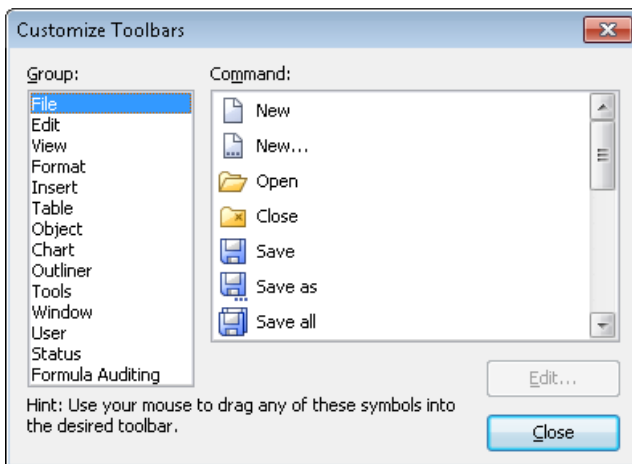 Customize Toolbars
Group:
File
Edit
View
Format
Insert
Table
Object
Chart
Outliner
Tools
Window
User
Status
Formula Auditing
Command:
New
New...
Open
Close
Save
Save as
Save all
Edit...
Hint: Use your mouse to drag any of these symbols into
the desired toolbar.
Close